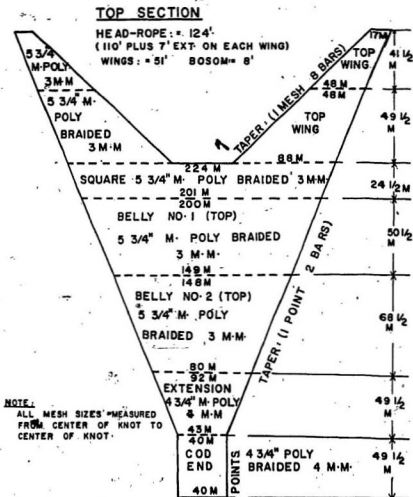 TOP SECTION
HEAD-ROPE: = 124'
(110' PLUS 7' EXT. ON EACH WING)
WINGS: = 51' BOSOM = 8'
5 3/4"
M-POLY
3 M-M
17M
TOP
WING
41 1/2
M
48 M
48 M
5 3/4" M-
POLY
BRAIDED
3 M-M
TAPER: (1 MESH 8 BARS)
TOP
WING
49 1/2
M
88M
224 M
SQUARE 5 3/4" M. POLY BRAIDED 3 M-M
24 1/2 M
201 M
200M
BELLY NO. 1 (TOP)
5 3/4" M. POLY BRAIDED
3 M-M.
50 1/2
M
149M
148M
BELLY NO. 2 (TOP)
5 3/4" M. POLY
BRAIDED 3 M-M
TAPER: (1 POINT 2 BARS)
68 1/2
M
80 M
92 M
EXTENSION
4 3/4" M. POLY
4 M-M
49 1/2
M
43M
40M
COD
END
40M
POINTS
4 3/4" POLY
BRAIDED 4 M-M.
49 1/2
M
NOTE:
ALL MESH SIZES MEASURED
FROM CENTER OF KNOT TO
CENTER OF KNOT.